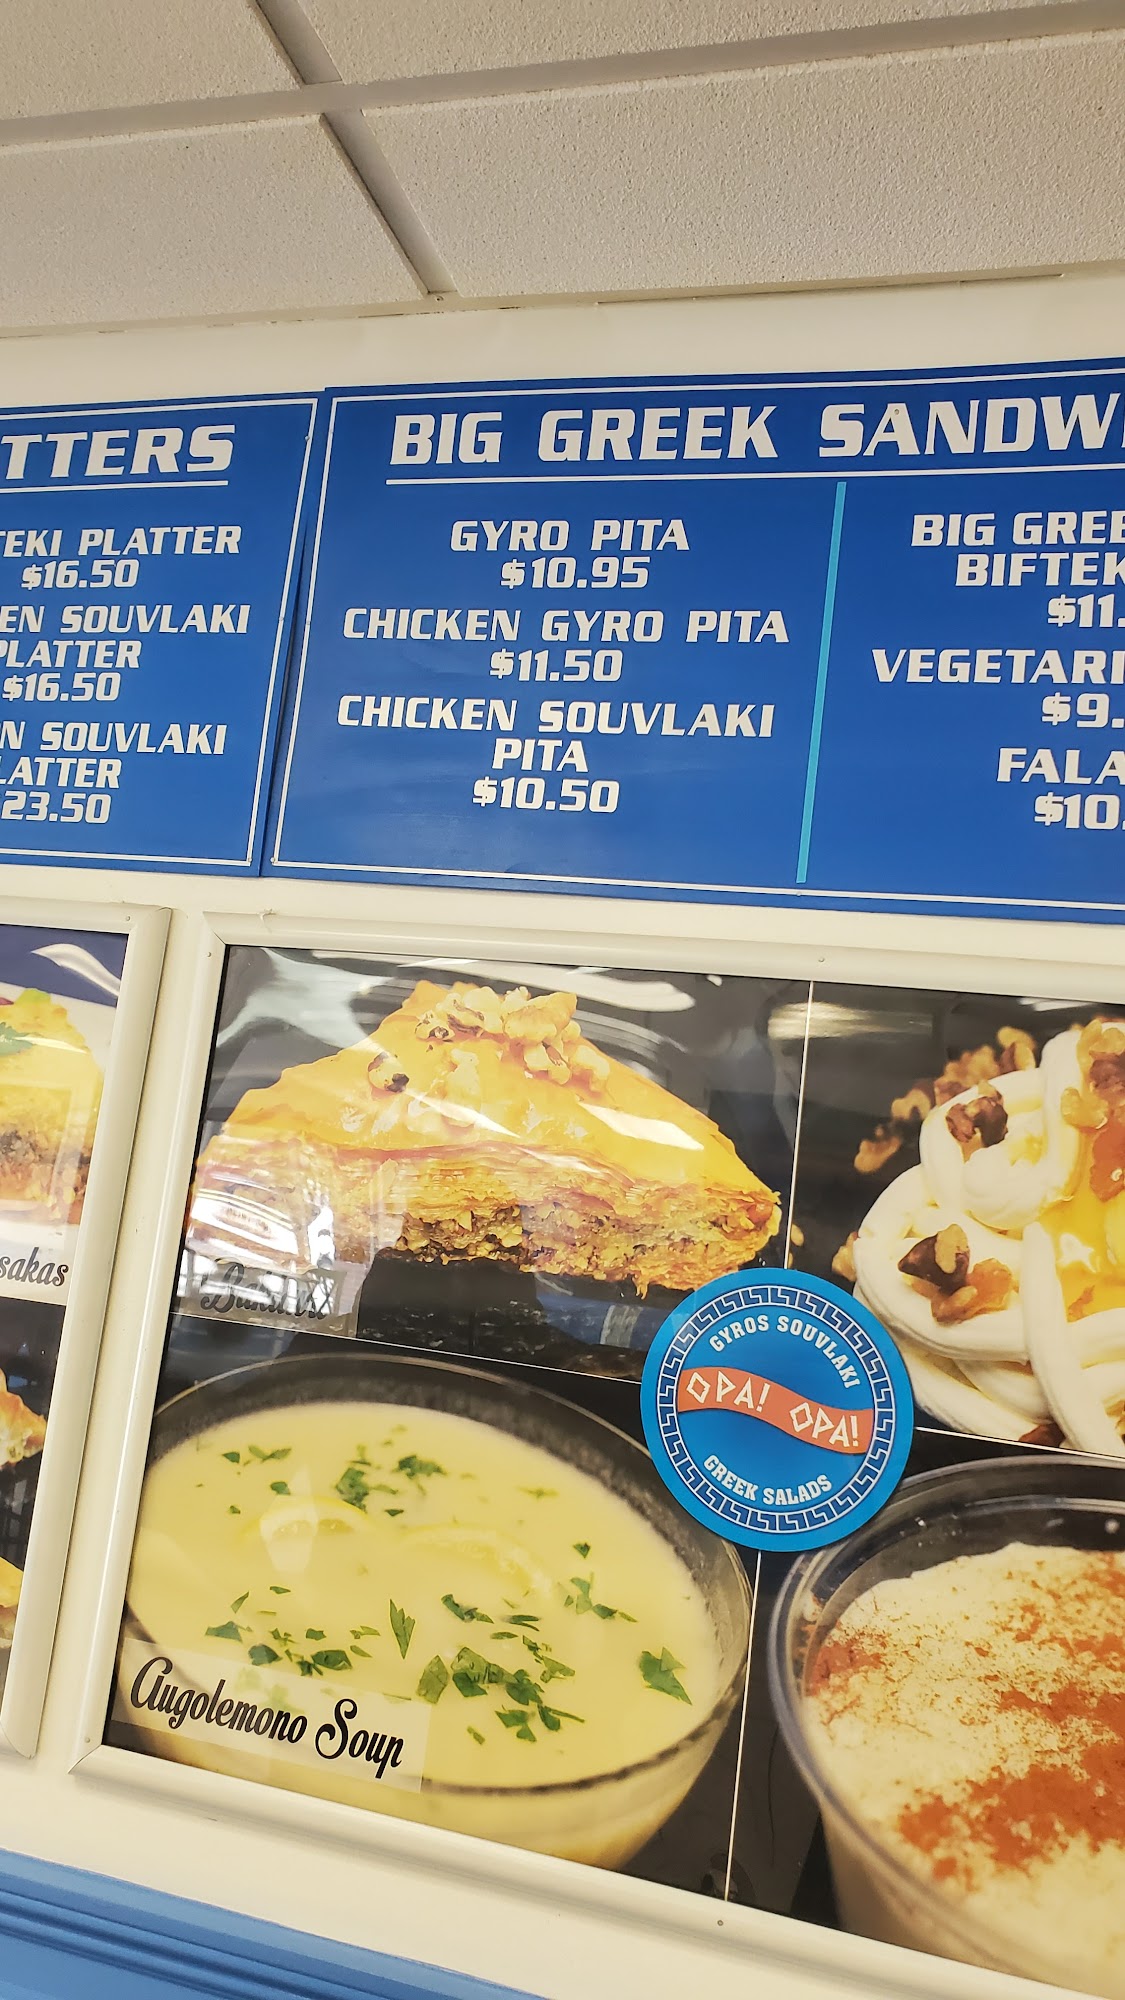 TTERS
TEKI PLATTER
$16.50
EN SOUVLAKI
PLATTER
$16.50
N SOUVLAKI
LATTER
23.50
BIG GREEK SANDW
GYRO PITA
$10.95
CHICKEN GYRO PITA
$11.50
CHICKEN SOUVLAKI
PITA
$10.50
BIG GREE
BIFTEK
$11.
VEGETARI
$9.
FALA
$10.
sakas
GYROS SOUVLAKI
OPA! OPA!
GREEK SALADS
Augolemono Soup